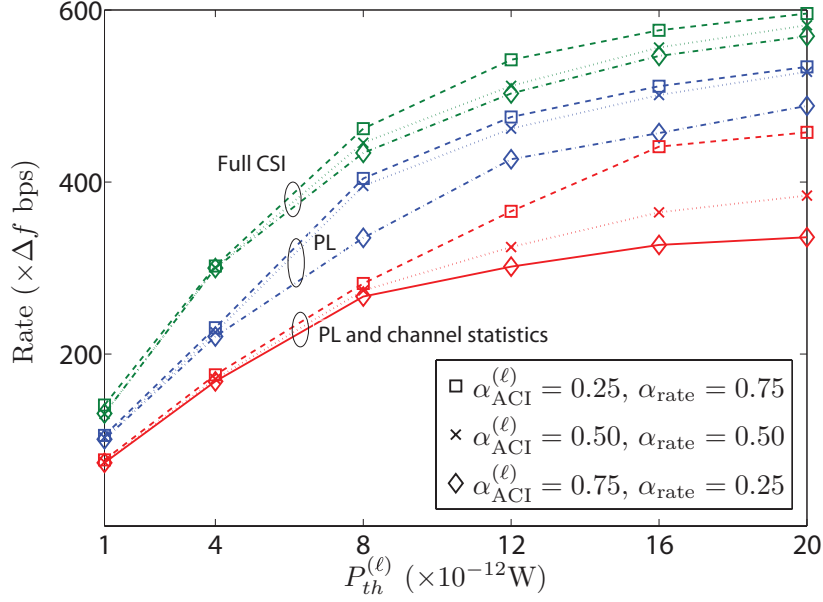 600
400
200
Rate (×Δf bps)
Full CSI
PL
PL and channel statistics
α_ACI^(ℓ) = 0.25, α_rate = 0.75
α_ACI^(ℓ) = 0.50, α_rate = 0.50
α_ACI^(ℓ) = 0.75, α_rate = 0.25
1 4 8 12 16 20
P_th^(ℓ) (×10^−12 W)